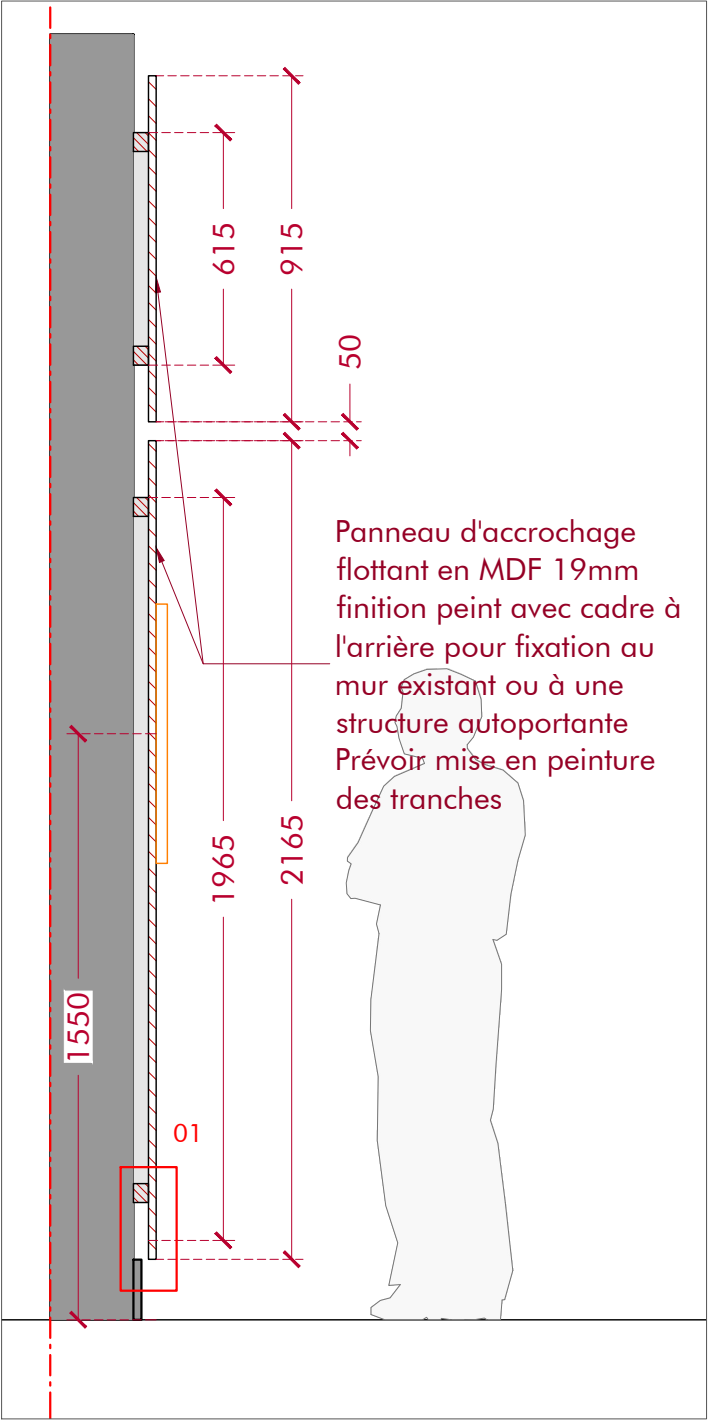 615
915
50
Panneau d'accrochage
flottant en MDF 19mm
finition peint avec cadre à
l'arrière pour fixation au
mur existant ou à une
structure autoportante
Prévoir mise en peinture
des tranches
1965
2165
1550
01